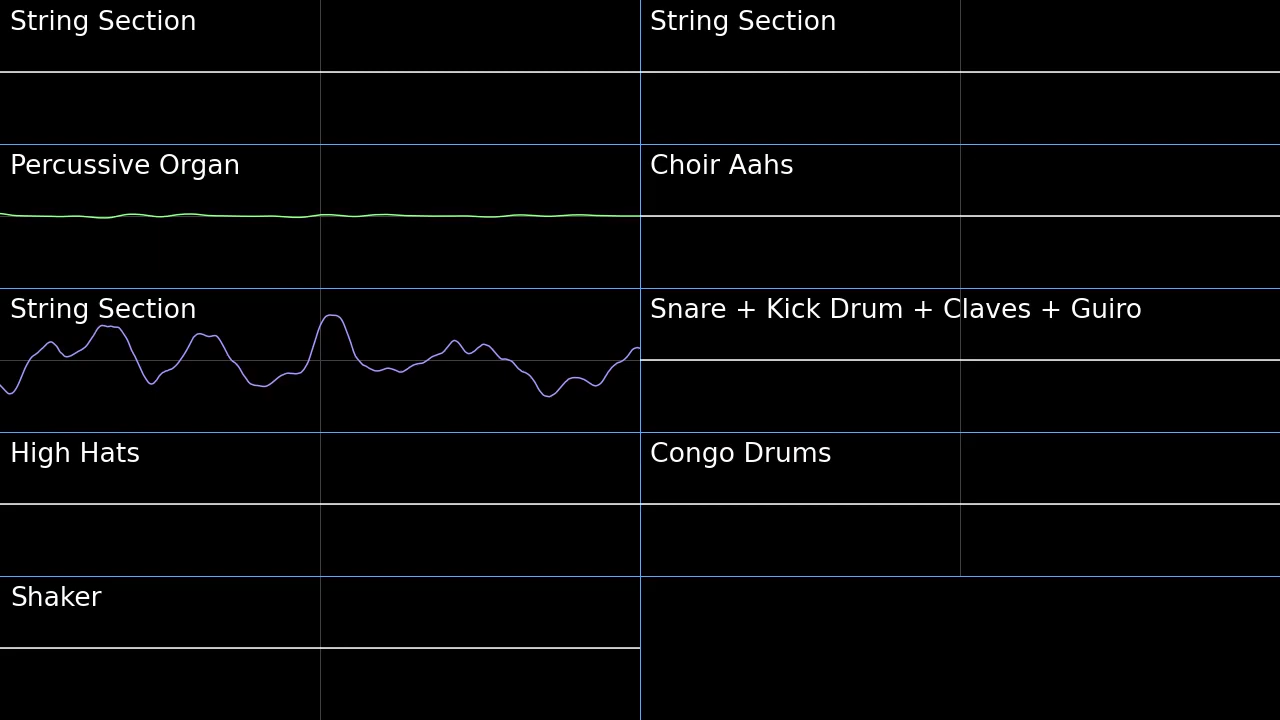 String Section
String Section
Percussive Organ
Choir Aahs
String Section
Snare + Kick Drum + Claves + Guiro
High Hats
Congo Drums
Shaker